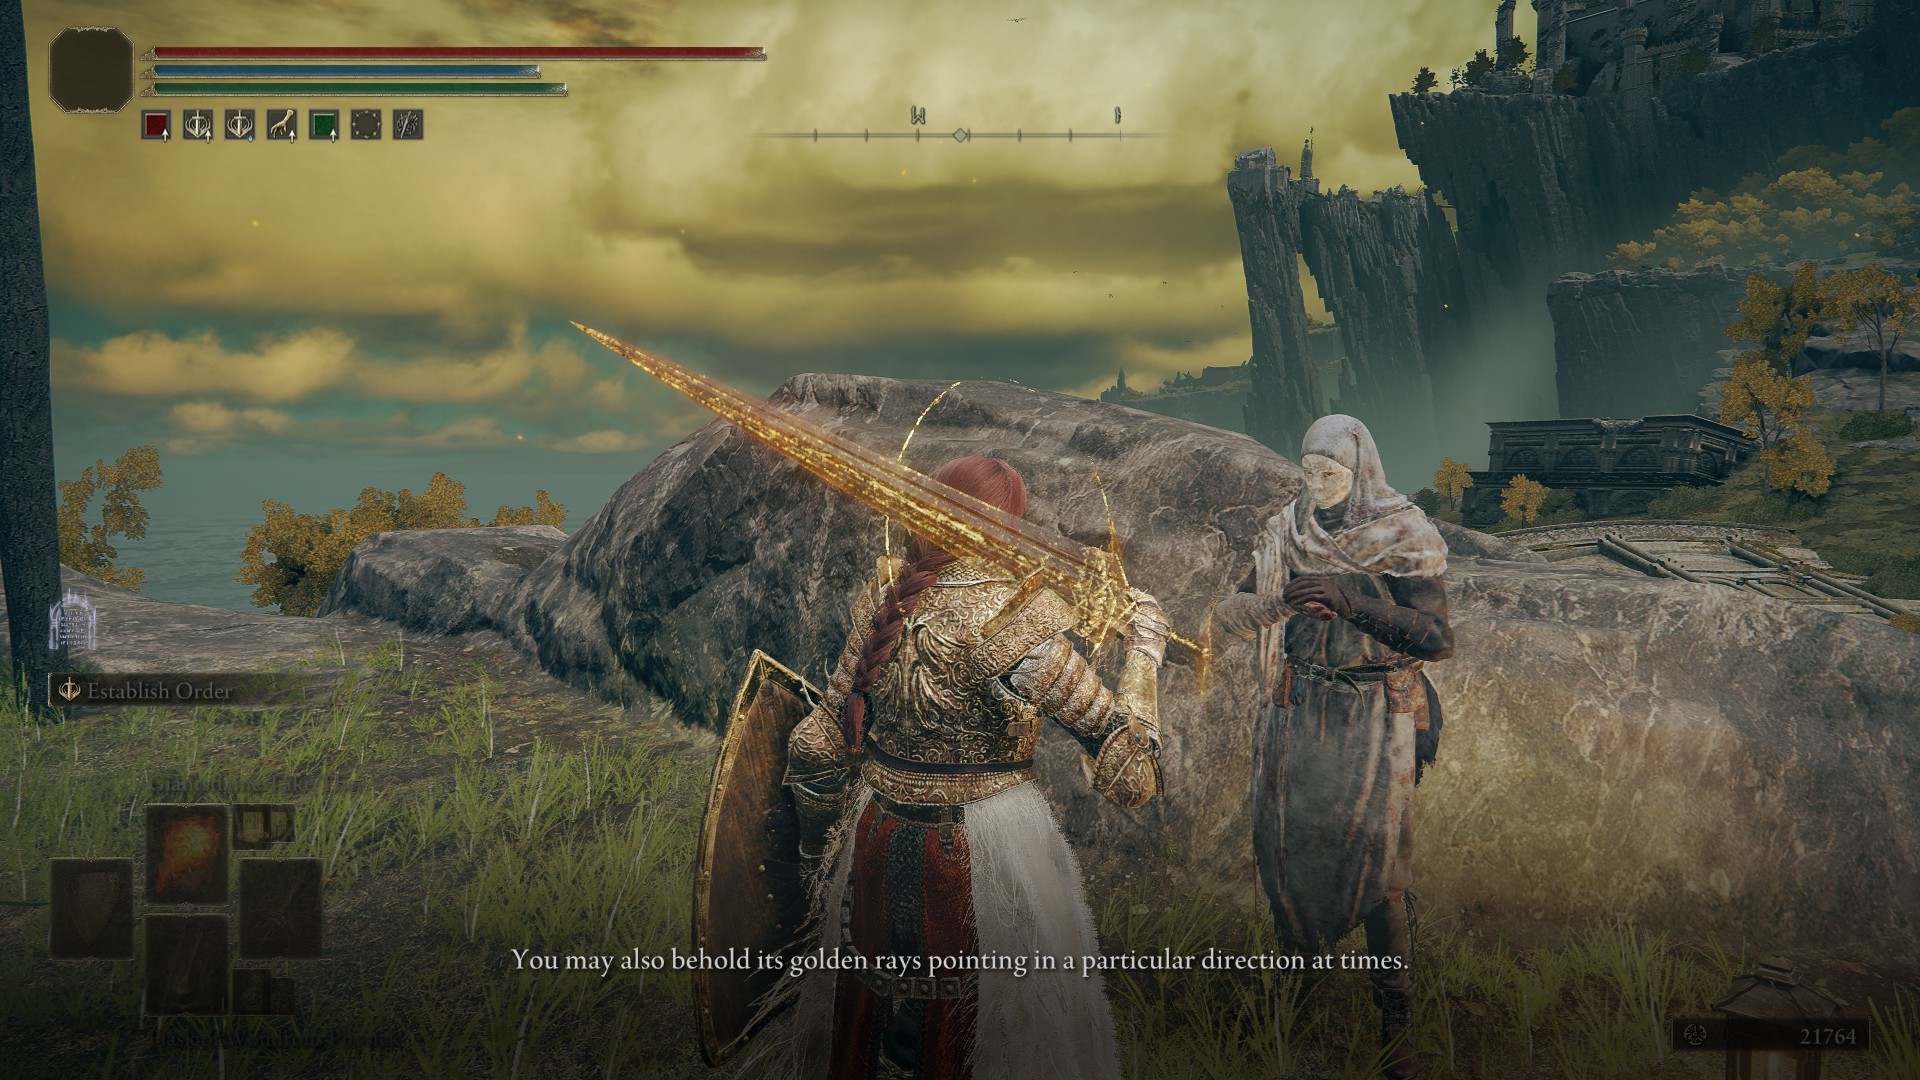 W
Establish Order
You may also behold its golden rays pointing in a particular direction at times.
21764